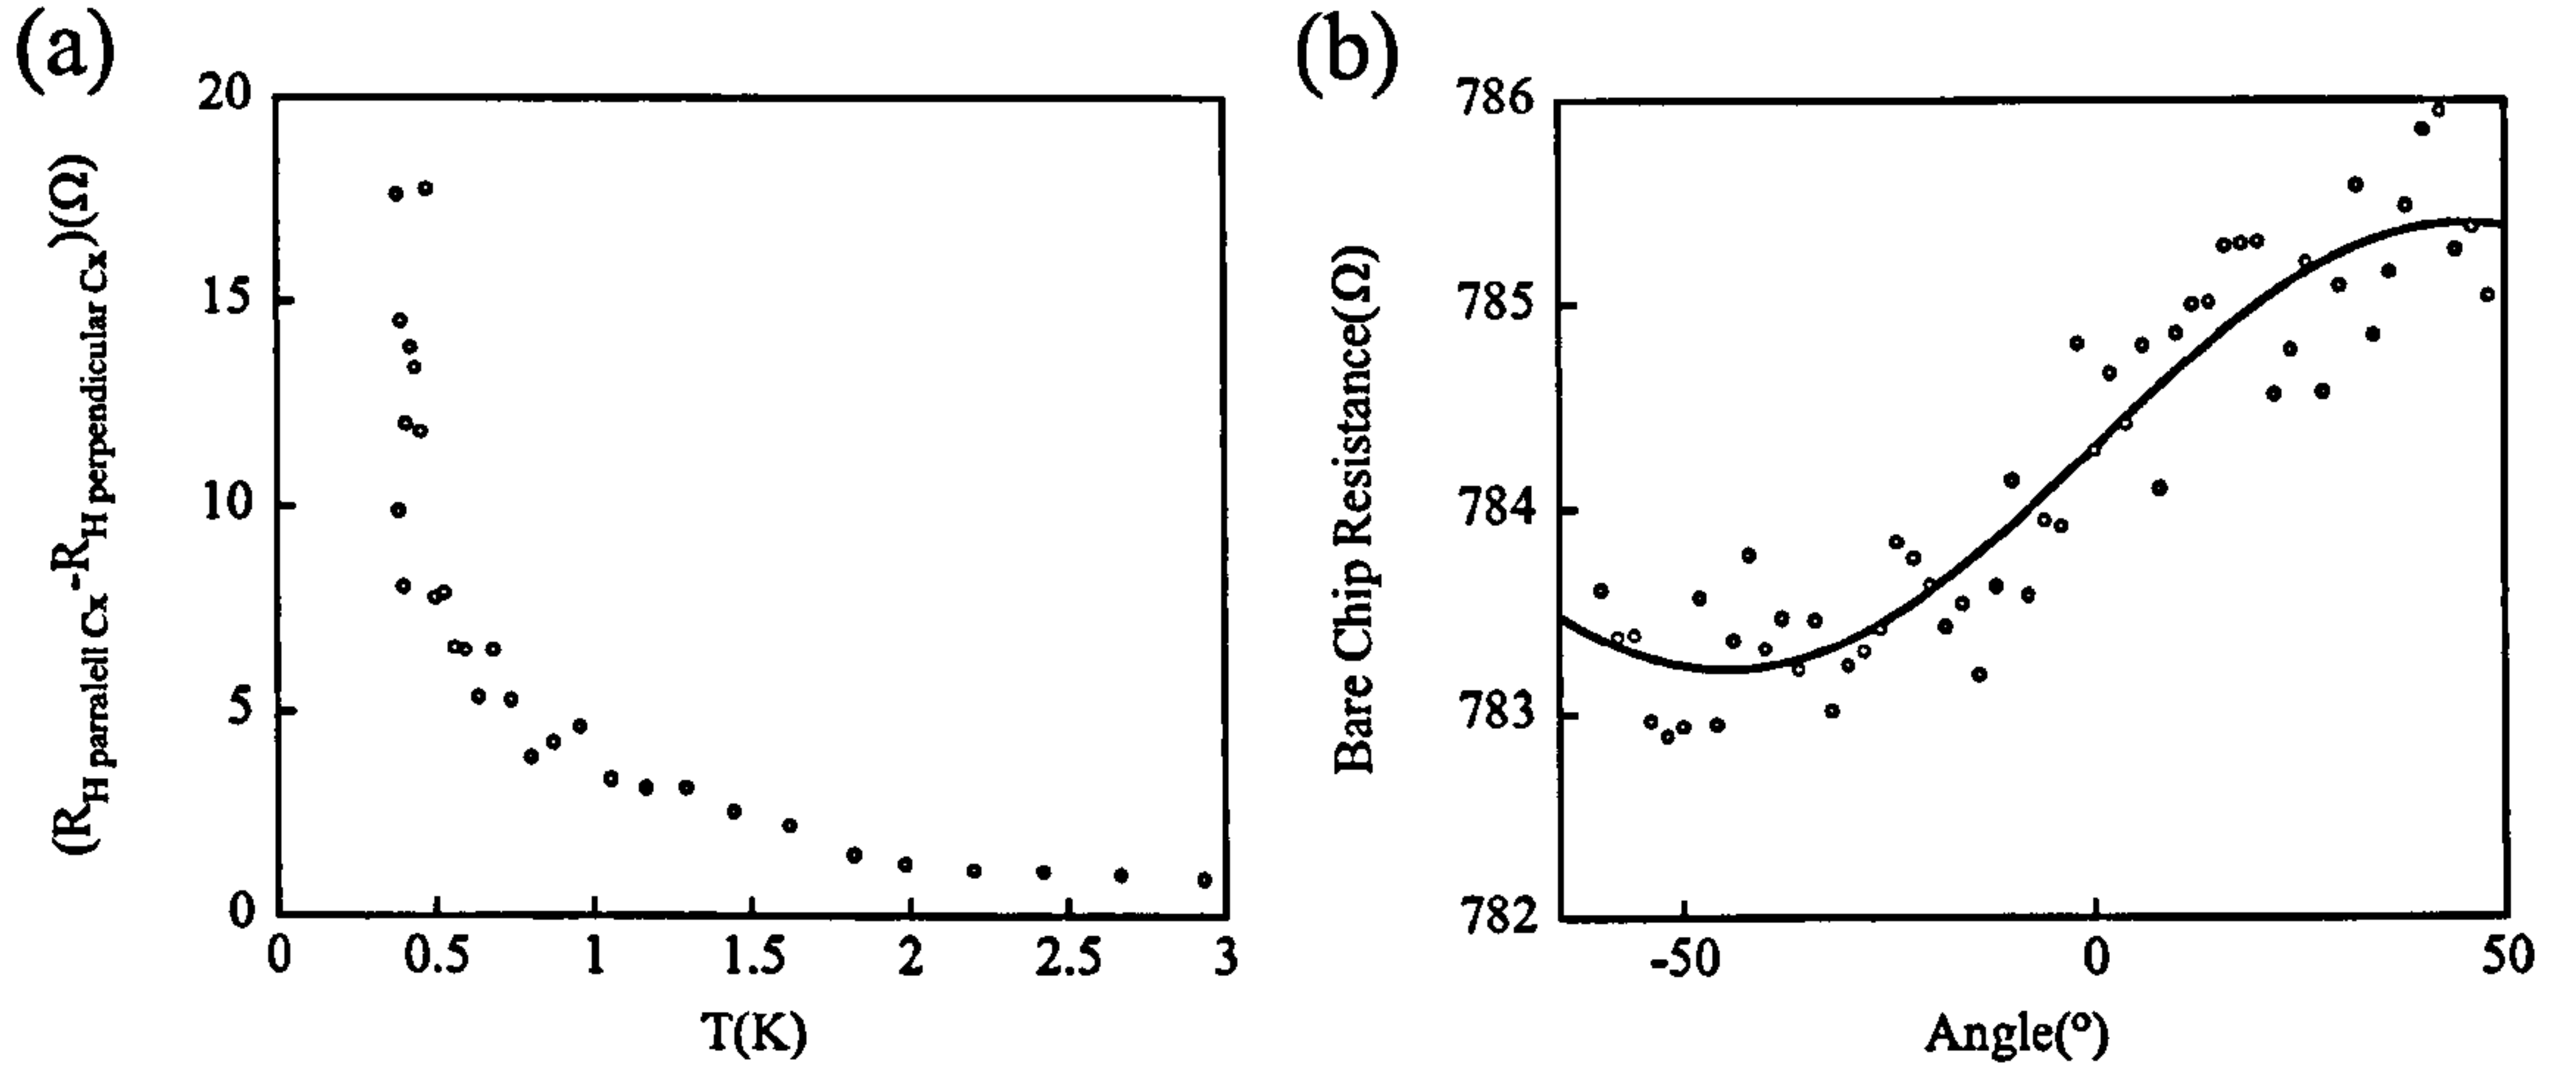 (a)
(R_H parralell Cx-R_H perpendicular Cx)(Ω)
20
15
10
5
0
0 0.5 1 1.5 2 2.5 3
T(K)
(b)
Bare Chip Resistance(Ω)
786
785
784
783
782
-50 0 50
Angle(°)